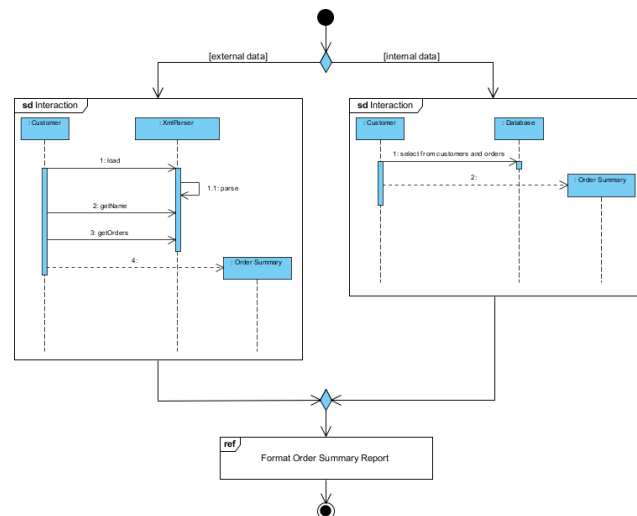 [external data]
[internal data]
sd Interaction
: Customer
: XmlParser
1: load
1.1: parse
2: getName
3: getOrders
4:
: Order Summary
sd Interaction
: Customer
: Database
1: select from customers and orders
2:
: Order Summary
ref
Format Order Summary Report